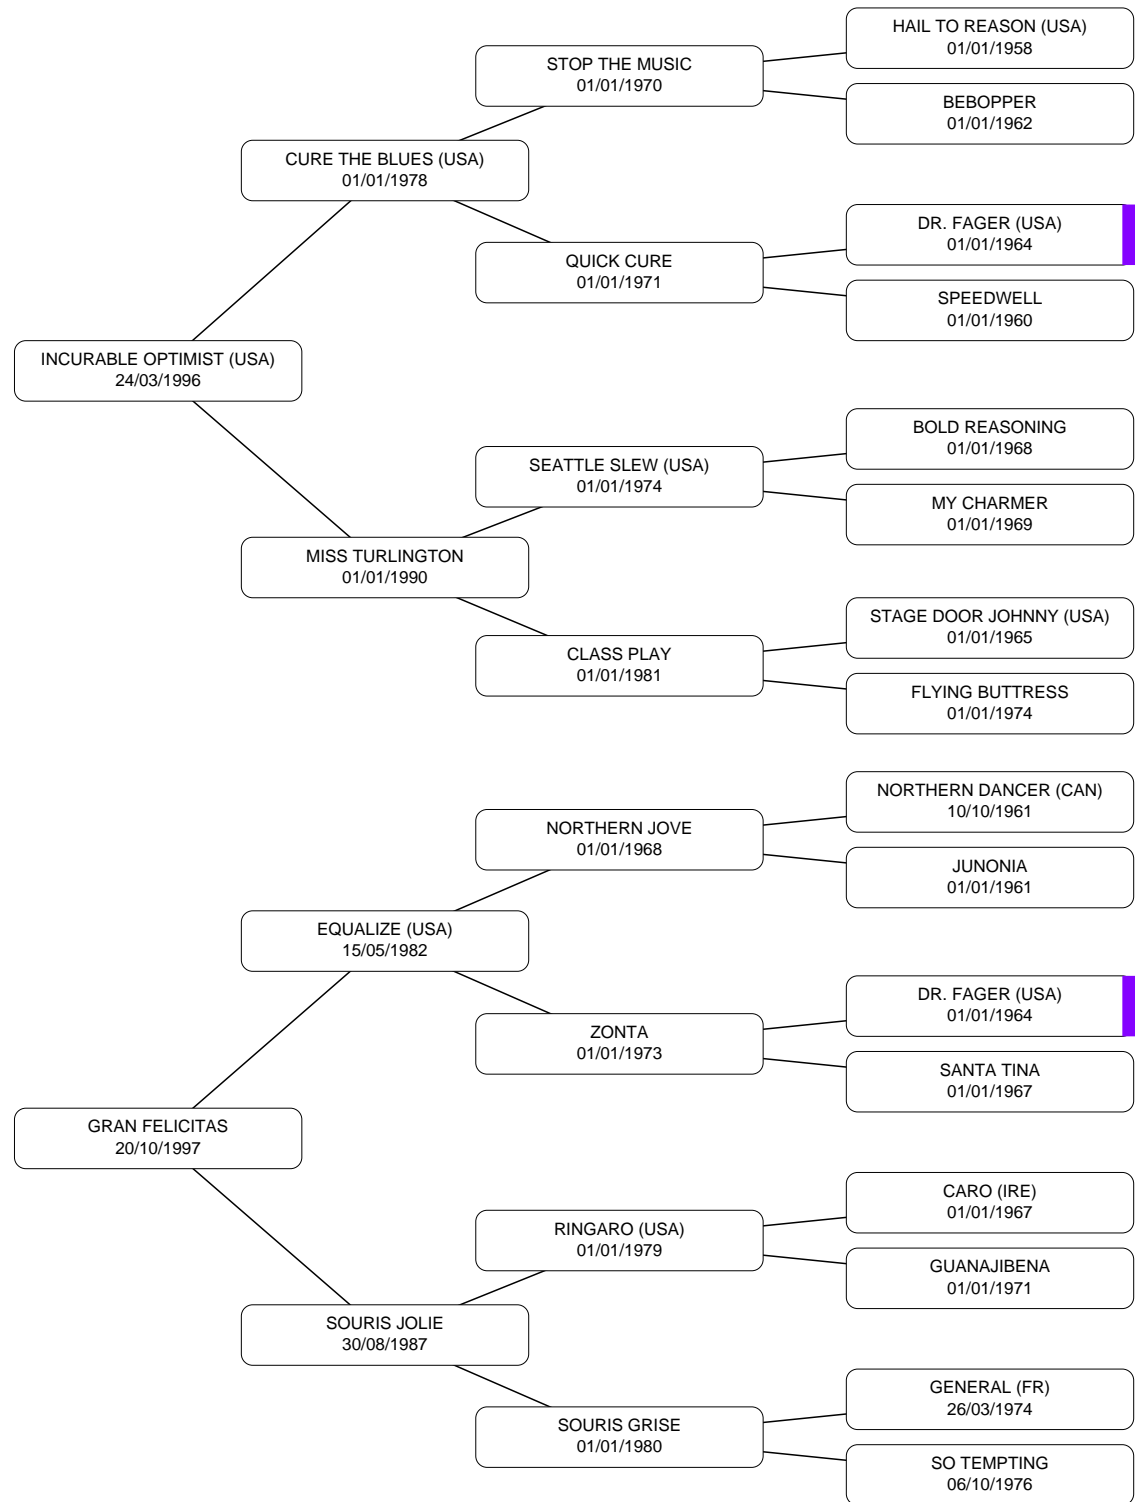 HAIL TO REASON (USA)
01/01/1958
STOP THE MUSIC
01/01/1970
BEBOPPER
01/01/1962
CURE THE BLUES (USA)
01/01/1978
DR. FAGER (USA)
01/01/1964
QUICK CURE
01/01/1971
SPEEDWELL
01/01/1960
INCURABLE OPTIMIST (USA)
24/03/1996
BOLD REASONING
01/01/1968
SEATTLE SLEW (USA)
01/01/1974
MY CHARMER
01/01/1969
MISS TURLINGTON
01/01/1990
STAGE DOOR JOHNNY (USA)
01/01/1965
CLASS PLAY
01/01/1981
FLYING BUTTRESS
01/01/1974
NORTHERN DANCER (CAN)
10/10/1961
NORTHERN JOVE
01/01/1968
JUNONIA
01/01/1961
EQUALIZE (USA)
15/05/1982
DR. FAGER (USA)
01/01/1964
ZONTA
01/01/1973
SANTA TINA
01/01/1967
GRAN FELICITAS
20/10/1997
CARO (IRE)
01/01/1967
RINGARO (USA)
01/01/1979
GUANAJIBENA
01/01/1971
SOURIS JOLIE
30/08/1987
GENERAL (FR)
26/03/1974
SOURIS GRISE
01/01/1980
SO TEMPTING
06/10/1976